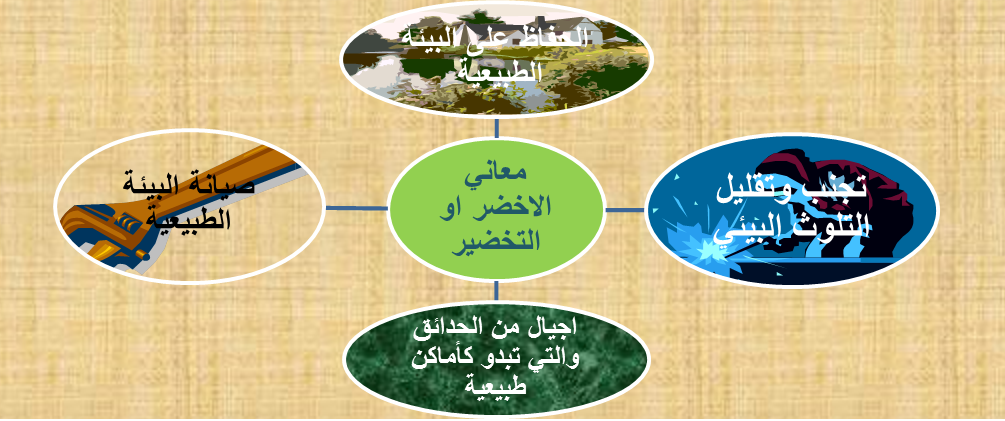 الحفاظ على البيئة
الطبيعية
معاني
الاخضر او
التخضير
تجنب وتقليل
التلوث البيئي
صيانة البيئة
الطبيعية
اجيال من الحدائق
والتي تبدو كأماكن
طبيعية